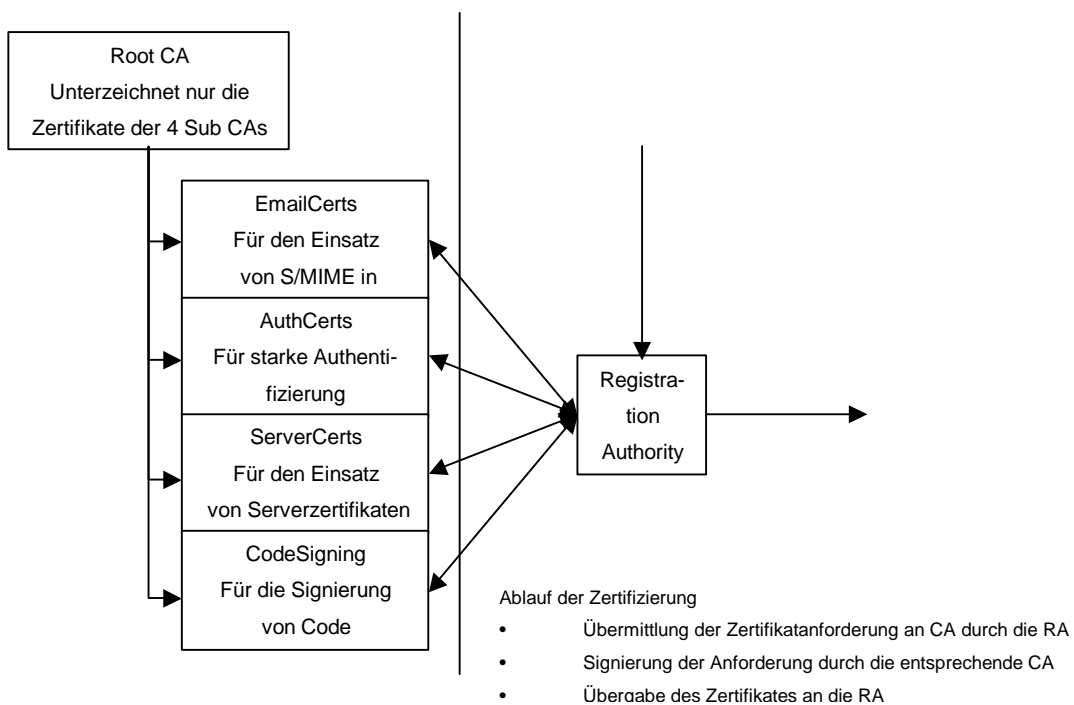 Root CA
Unterzeichnet nur die
Zertifikate der 4 Sub CAs
EmailCerts
Für den Einsatz
von S/MIME in
AuthCerts
Für starke Authenti-
fizierung
ServerCerts
Für den Einsatz
von Serverzertifikaten
CodeSigning
Für die Signierung
von Code
Registra-
tion
Authority
Ablauf der Zertifizierung
• Übermittlung der Zertifikatanforderung an CA durch die RA
• Signierung der Anforderung durch die entsprechende CA
• Übergabe des Zertifikates an die RA